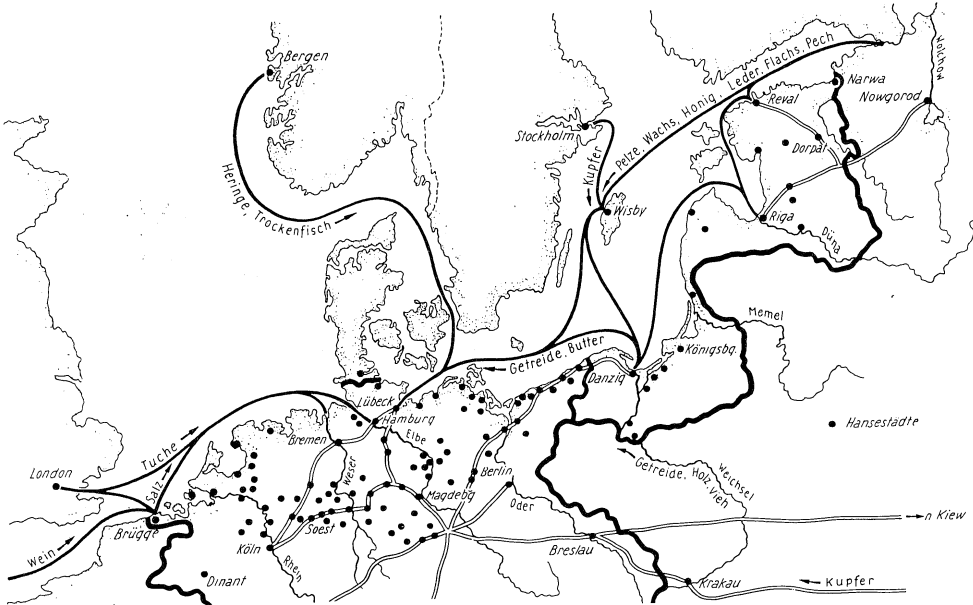 Bergen
Wolchow
Narwa
Nowgorod
Reval
Pelze, Wachs, Honig, Leder, Flachs, Pech
Stockholm
Dorpat
Kupfer
Heringe, Trockenfisch
Wisby
Riga
Düna
Memel
Getreide, Butter
Königsbg.
Danzig
Lübeck
Hamburg
Hansestädte
Elbe
Bremen
Tuche
Weser
Berlin
Getreide, Holz, Vieh
Weichsel
London
Salz
Magdebg
Oder
n Kiew
Brügge
Soest
Köln
Rhein
Breslau
Wein
Dinant
Krakau
Kupfer